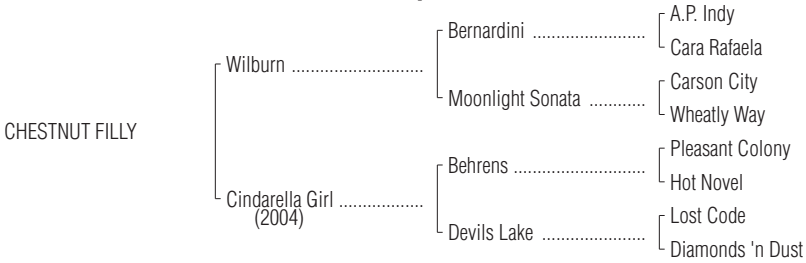 A.P. Indy
Bernardini ........................
Cara Rafaela
Wilburn ............................
Carson City
Moonlight Sonata ............
Wheatly Way
CHESTNUT FILLY
Pleasant Colony
Behrens ............................
Hot Novel
Cindarella Girl ..................
(2004)
Lost Code
Devils Lake ......................
Diamonds 'n Dust